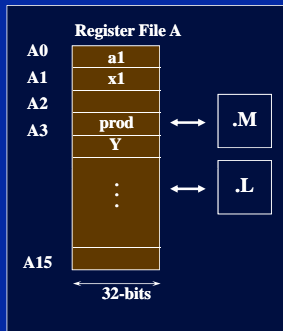 Register File A
A0
a1
A1
x1
A2
A3
prod
.M
Y
.L
A15
32-bits